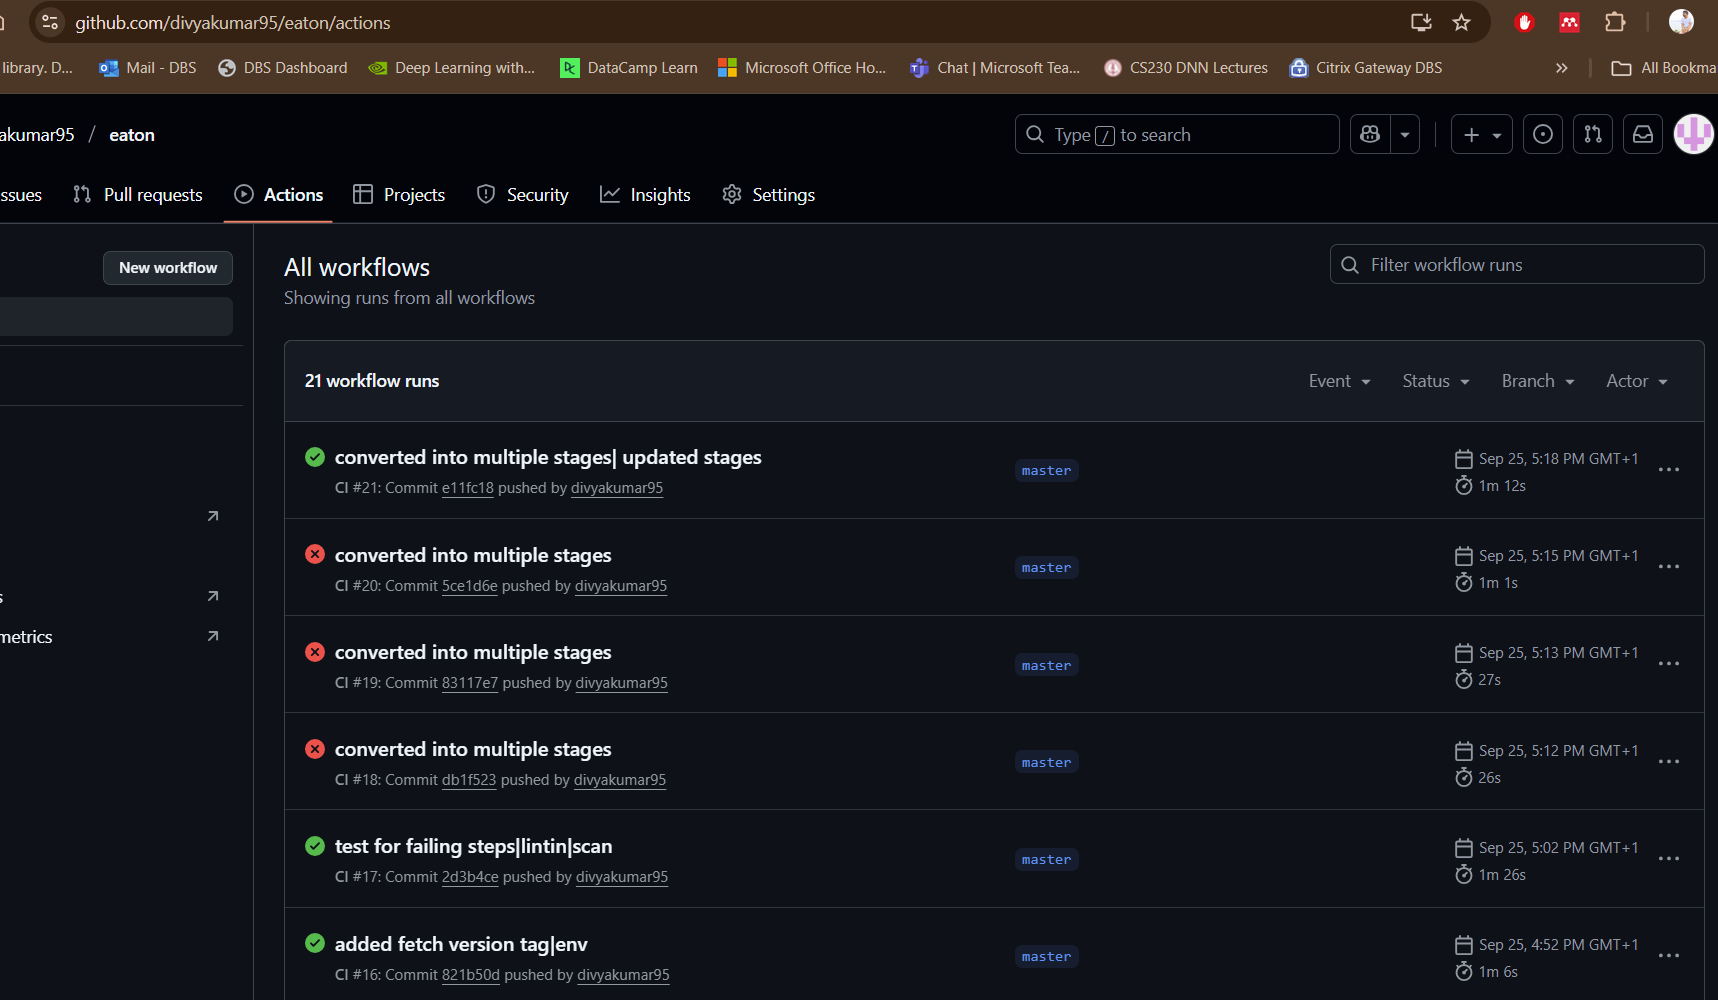 github.com/divyakumar95/eaton/actions
library. D...
Mail - DBS
DBS Dashboard
Deep Learning with...
DataCamp Learn
Microsoft Office Ho...
Chat | Microsoft Tea...
CS230 DNN Lectures
Citrix Gateway DBS
»
All Bookma
akumar95 / eaton
Type / to search
ssues
Pull requests
Actions
Projects
Security
Insights
Settings
New workflow
All workflows
Showing runs from all workflows
Filter workflow runs
s
metrics
21 workflow runs
Event
Status
Branch
Actor
converted into multiple stages| updated stages
CI #21: Commit e11fc18 pushed by divyakumar95
master
Sep 25, 5:18 PM GMT+1
1m 12s
converted into multiple stages
CI #20: Commit 5ce1d6e pushed by divyakumar95
master
Sep 25, 5:15 PM GMT+1
1m 1s
converted into multiple stages
CI #19: Commit 83117e7 pushed by divyakumar95
master
Sep 25, 5:13 PM GMT+1
27s
converted into multiple stages
CI #18: Commit db1f523 pushed by divyakumar95
master
Sep 25, 5:12 PM GMT+1
26s
test for failing steps|lintin|scan
CI #17: Commit 2d3b4ce pushed by divyakumar95
master
Sep 25, 5:02 PM GMT+1
1m 26s
added fetch version tag|env
CI #16: Commit 821b50d pushed by divyakumar95
master
Sep 25, 4:52 PM GMT+1
1m 6s